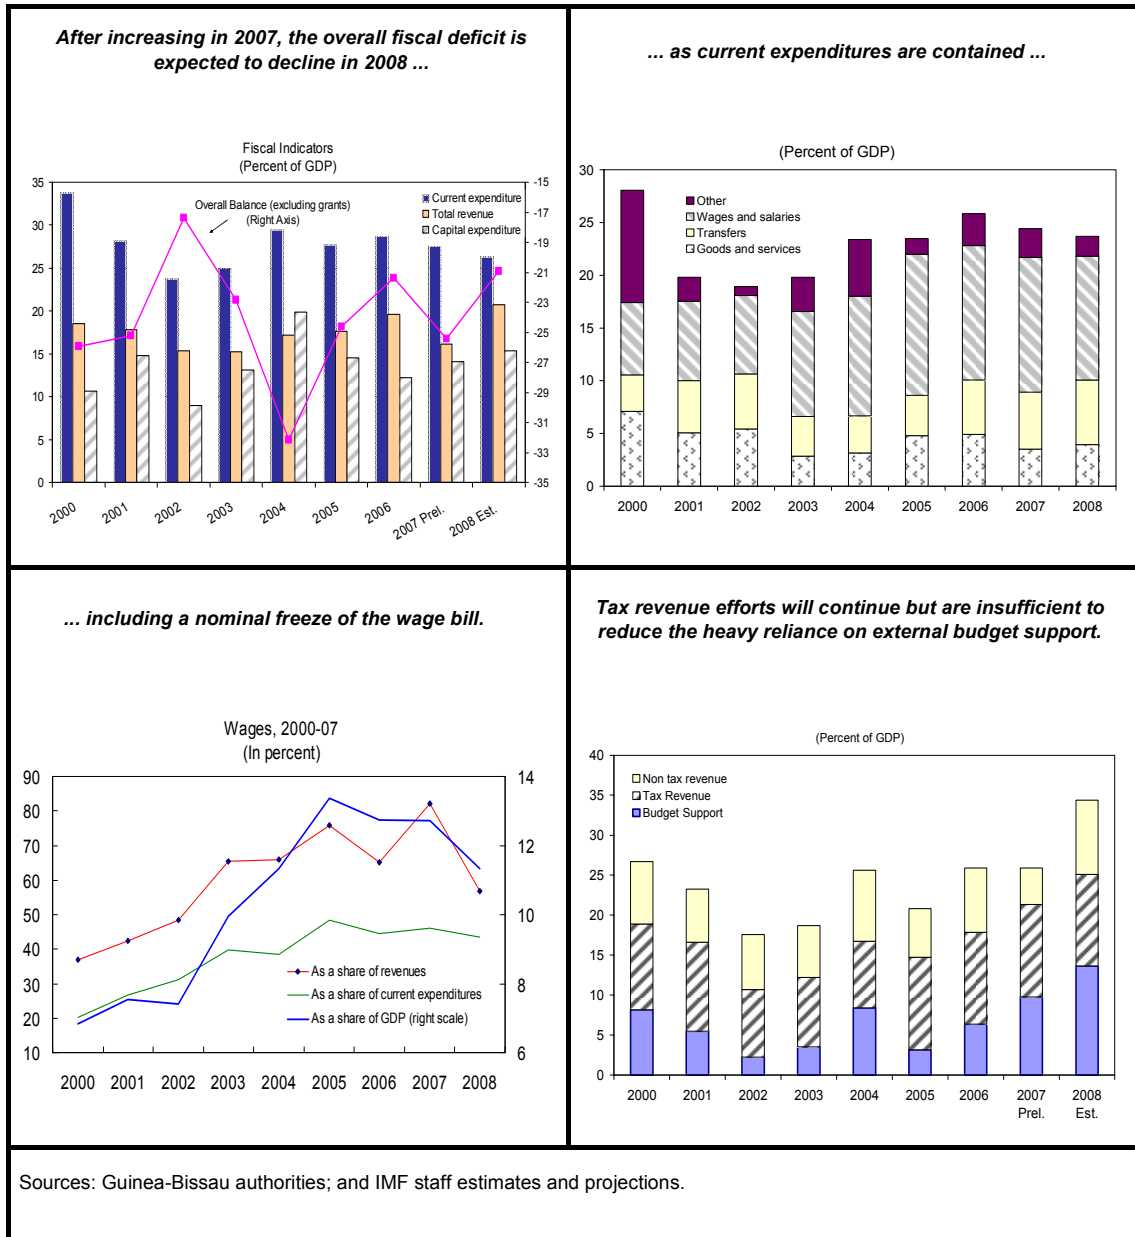 After increasing in 2007, the overall fiscal deficit is
expected to decline in 2008 ...
Fiscal Indicators
(Percent of GDP)
35
30
25
20
15
10
5
0
-15
-17
-19
-21
-23
-25
-27
-29
-31
-33
-35
Overall Balance (excluding grants)
(Right Axis)
Current expenditure
Total revenue
Capital expenditure
2000
2001
2002
2003
2004
2005
2006
2007 Prel.
2008 Est.
... as current expenditures are contained ...
(Percent of GDP)
30
25
20
15
10
5
0
Other
Wages and salaries
Transfers
Goods and services
2000 2001 2002 2003 2004 2005 2006 2007 2008
... including a nominal freeze of the wage bill.
Wages, 2000-07
(In percent)
90
80
70
60
50
40
30
20
10
14
12
10
8
6
As a share of revenues
As a share of current expenditures
As a share of GDP (right scale)
2000 2001 2002 2003 2004 2005 2006 2007 2008
Tax revenue efforts will continue but are insufficient to
reduce the heavy reliance on external budget support.
(Percent of GDP)
40
35
30
25
20
15
10
5
0
Non tax revenue
Tax Revenue
Budget Support
2000 2001 2002 2003 2004 2005 2006 2007 2008
Prel. Est.
Sources: Guinea-Bissau authorities; and IMF staff estimates and projections.